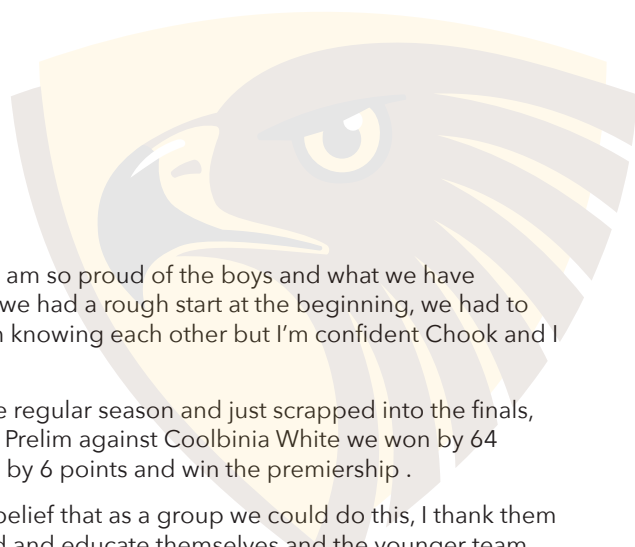 am so proud of the boys and what we have
we had a rough start at the beginning, we had to
knowing each other but I'm confident Chook and I
regular season and just scrapped into the finals,
Prelim against Coolbinia White we won by 64
by 6 points and win the premiership .
belief that as a group we could do this, I thank them
and educate themselves and the younger team